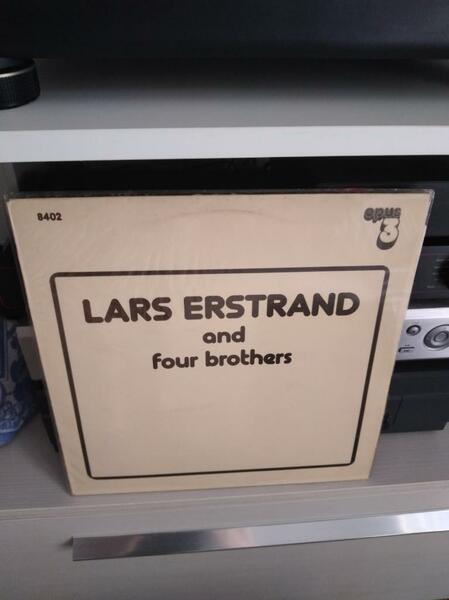 8402
opus
3
LARS ERSTRAND
and
four brothers